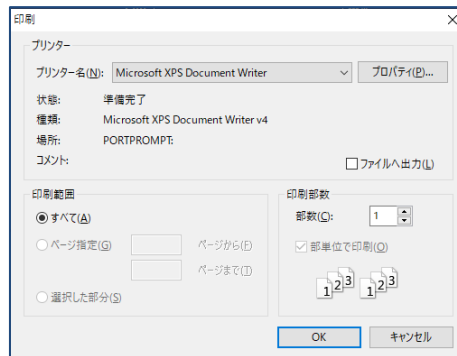 印刷
プリンター
プリンター名(N): Microsoft XPS Document Writer プロパティ(P)...
状態: 準備完了
種類: Microsoft XPS Document Writer v4
場所: PORTPROMPT:
コメント: ファイルへ出力(L)
印刷範囲
すべて(A)
ページ指定(G) ページから(F)
ページまで(T)
選択した部分(S)
印刷部数
部数(C): 1
部単位で印刷(O)
1 2 3 1 2 3
OK キャンセル